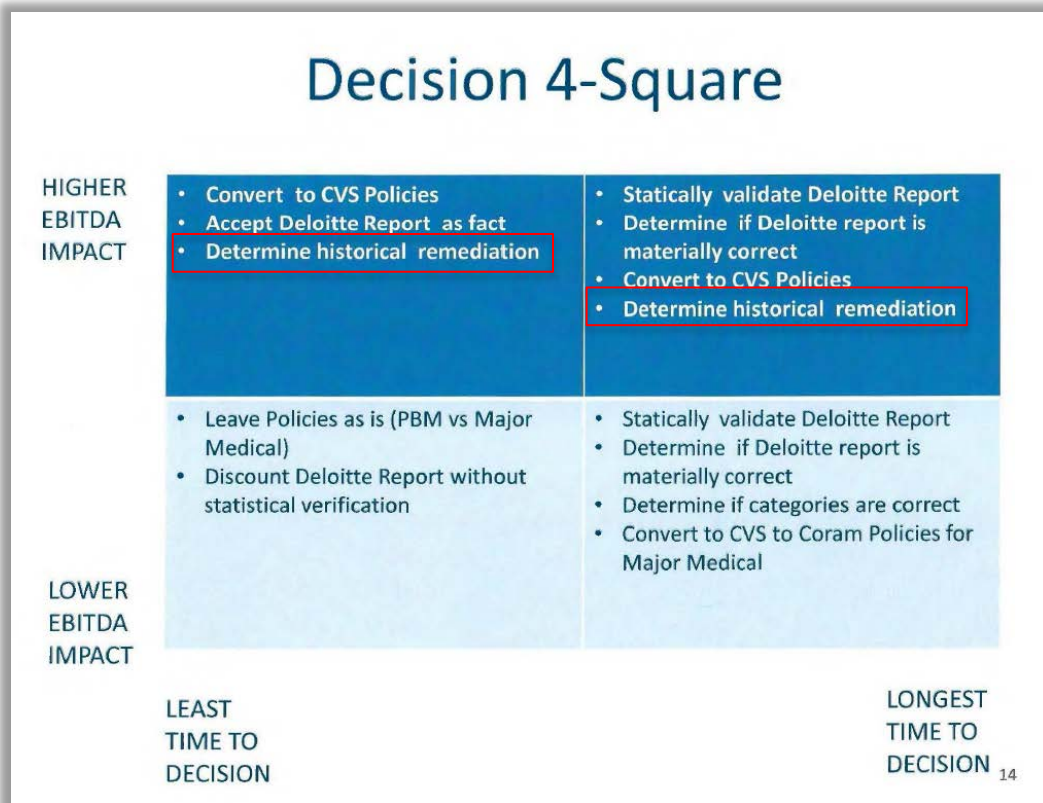 Decision 4-Square
HIGHER
EBITDA
IMPACT
• Convert to CVS Policies
• Accept Deloitte Report as fact
• Determine historical remediation
• Statically validate Deloitte Report
• Determine if Deloitte report is
materially correct
• Convert to CVS Policies
• Determine historical remediation
• Leave Policies as is (PBM vs Major
Medical)
• Discount Deloitte Report without
statistical verification
• Statically validate Deloitte Report
• Determine if Deloitte report is
materially correct
• Determine if categories are correct
• Convert to CVS to Coram Policies for
Major Medical
LOWER
EBITDA
IMPACT
LEAST
TIME TO
DECISION
LONGEST
TIME TO
DECISION
14